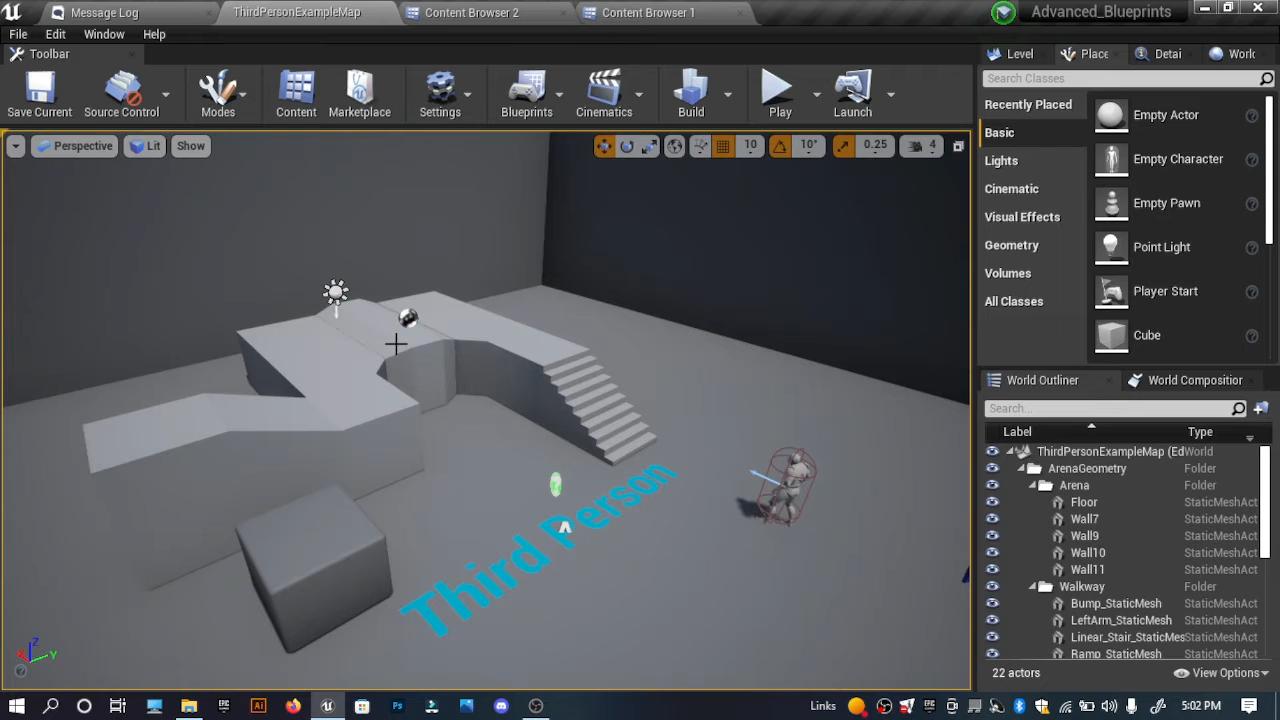 Message Log
ThirdPersonExampleMap
Content Browser 2
Content Browser 1
Advanced_Blueprints
File Edit Window Help
Toolbar
Level
Place
Detai
Work
Save Current
Source Control
Modes
Content
Marketplace
Settings
Blueprints
Cinematics
Build
Play
Launch
Search Classes
Recently Placed
Basic
Lights
Cinematic
Visual Effects
Geometry
Volumes
All Classes
Empty Actor
Empty Character
Empty Pawn
Point Light
Player Start
Cube
Perspective
Lit
Show
10
10°
0.25
4
Third Person
Z
X
Y
World Outliner
World Composition
Search...
Label Type
ThirdPersonExampleMap (Ed World
ArenaGeometry Folder
Arena Folder
Floor StaticMeshAct
Wall7 StaticMeshAct
Wall9 StaticMeshAct
Wall10 StaticMeshAct
Wall11 StaticMeshAct
Walkway Folder
Bump_StaticMesh StaticMeshAct
LeftArm_StaticMesh StaticMeshAct
Linear_Stair_StaticMes StaticMeshAct
Ramp_StaticMesh StaticMeshAct
22 actors
View Options
Links
5:02 PM